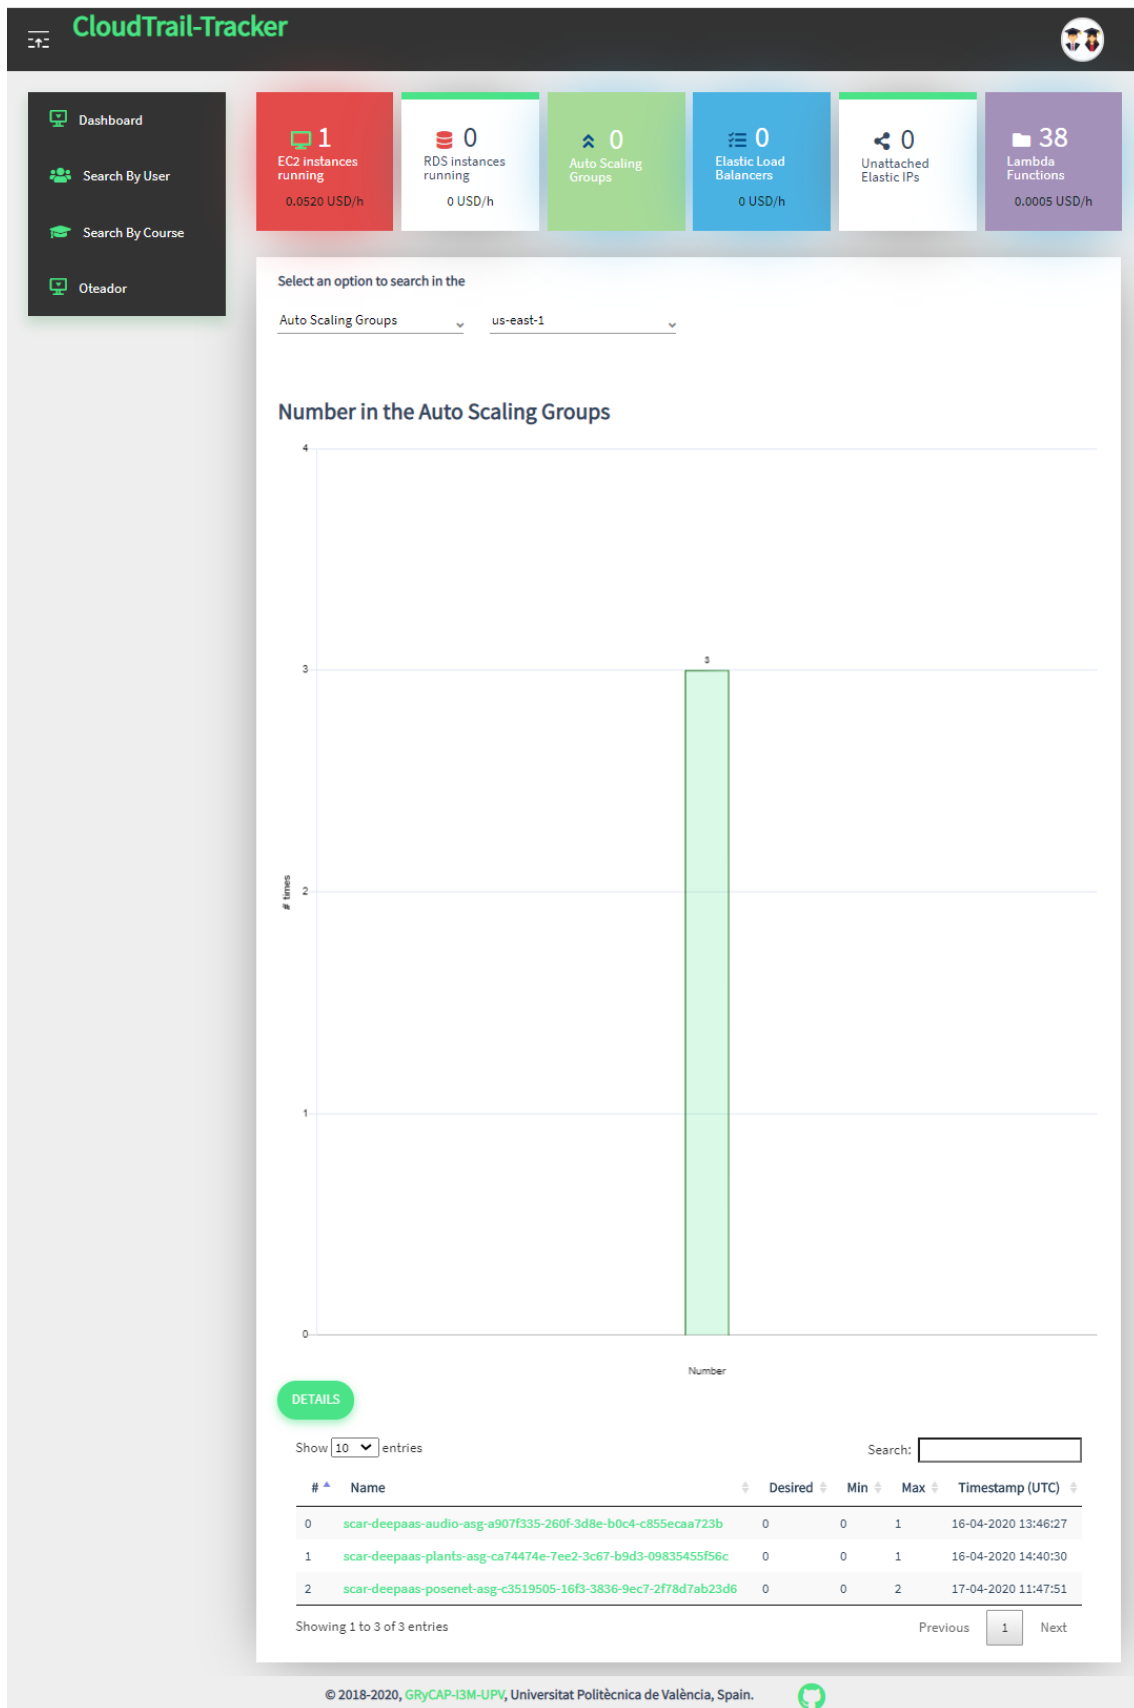 CloudTrail-Tracker
Dashboard
Search By User
Search By Course
Oteador
1
EC2 instances
running
0.0520 USD/h
0
RDS instances
running
0 USD/h
0
Auto Scaling
Groups
0
Elastic Load
Balancers
0 USD/h
0
Unattached
Elastic IPs
38
Lambda
Functions
0.0005 USD/h
Select an option to search in the
Auto Scaling Groups us-east-1
Number in the Auto Scaling Groups
4
3
3
# times
2
1
0
Number
DETAILS
Show 10 entries Search:
# Name Desired Min Max Timestamp (UTC)
0 scar-deepaas-audio-asg-a907f335-260f-3d8e-b0c4-c855ecaa723b 0 0 1 16-04-2020 13:46:27
1 scar-deepaas-plants-asg-ca74474e-7ee2-3c67-b9d3-09835455f56c 0 0 1 16-04-2020 14:40:30
2 scar-deepaas-posenet-asg-c3519505-16f3-3836-9ec7-2f78d7ab23d6 0 0 2 17-04-2020 11:47:51
Showing 1 to 3 of 3 entries Previous 1 Next
© 2018-2020, GRyCAP-I3M-UPV, Universitat Politècnica de València, Spain.